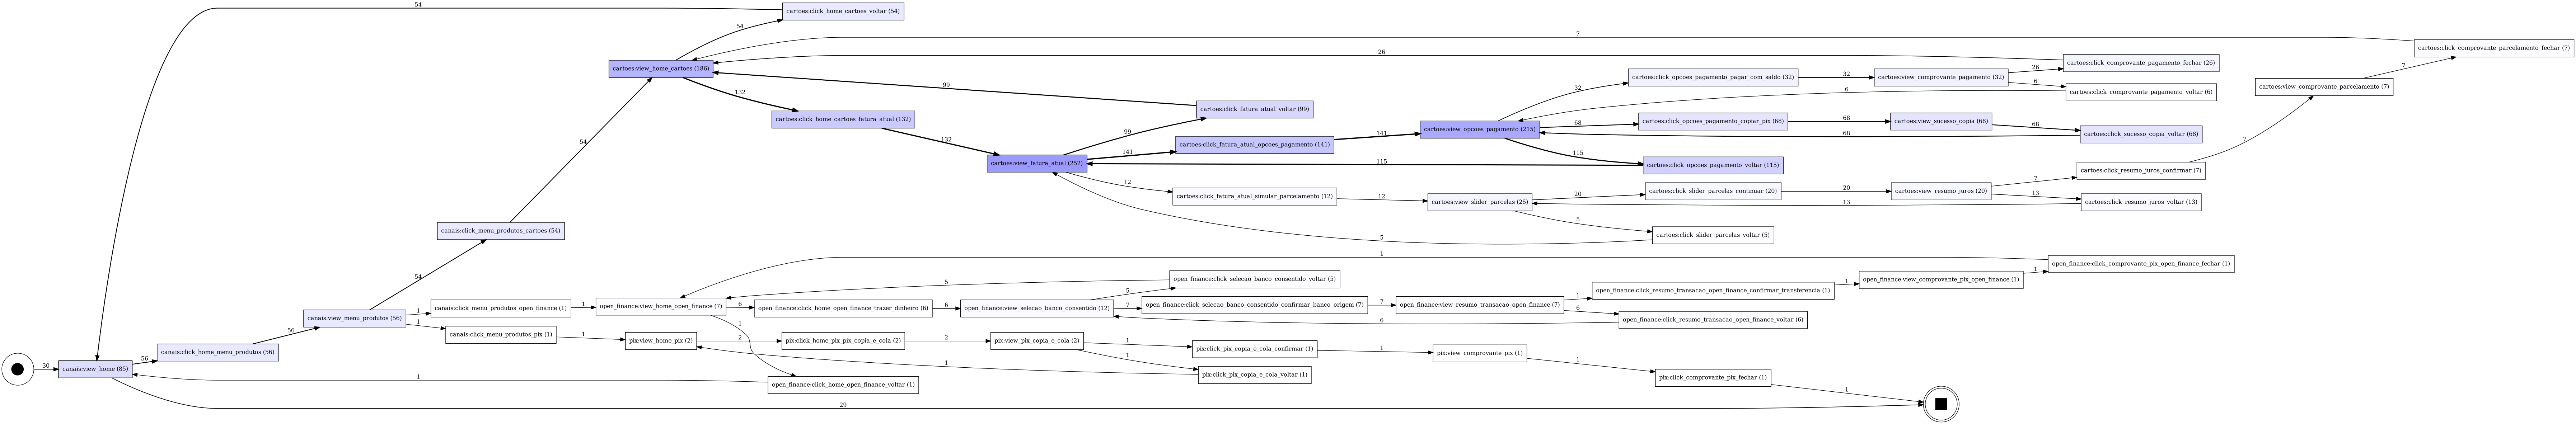 54
cartoes:click_home_cartoes_voltar (54)
54
7
cartoes:click_comprovante_parcelamento_fechar (7)
26
cartoes:view_home_cartoes (186)
cartoes:click_comprovante_pagamento_fechar (26)
7
cartoes:click_opcoes_pagamento_pagar_com_saldo (32)
32
cartoes:view_comprovante_pagamento (32)
26
6
cartoes:view_comprovante_parcelamento (7)
99
132
32
6
cartoes:click_comprovante_pagamento_voltar (6)
cartoes:click_fatura_atual_voltar (99)
cartoes:click_home_cartoes_fatura_atual (132)
cartoes:view_opcoes_pagamento (215)
68
cartoes:click_opcoes_pagamento_copiar_pix (68)
68
cartoes:view_sucesso_copia (68)
68
cartoes:click_sucesso_copia_voltar (68)
68
99
132
54
141
cartoes:click_fatura_atual_opcoes_pagamento (141)
141
7
cartoes:view_fatura_atual (252)
115
115
cartoes:click_opcoes_pagamento_voltar (115)
cartoes:click_resumo_juros_confirmar (7)
12
cartoes:click_fatura_atual_simular_parcelamento (12)
12
cartoes:view_slider_parcelas (25)
20
cartoes:click_slider_parcelas_continuar (20)
20
cartoes:view_resumo_juros (20)
7
13
13
cartoes:click_resumo_juros_voltar (13)
5
cartoes:click_slider_parcelas_voltar (5)
5
canais:click_menu_produtos_cartoes (54)
54
1
open_finance:click_comprovante_pix_open_finance_fechar (1)
5
open_finance:click_selecao_banco_consentido_voltar (5)
open_finance:view_comprovante_pix_open_finance (1)
1
5
1
open_finance:click_resumo_transacao_open_finance_confirmar_transferencia (1)
1
canais:view_menu_produtos (56)
1
canais:click_menu_produtos_open_finance (1)
1
open_finance:view_home_open_finance (7)
6
open_finance:click_home_open_finance_trazer_dinheiro (6)
6
open_finance:view_selecao_banco_consentido (12)
7
open_finance:click_selecao_banco_consentido_confirmar_banco_origem (7)
7
open_finance:view_resumo_transacao_open_finance (7)
6
open_finance:click_resumo_transacao_open_finance_voltar (6)
6
1
canais:click_menu_produtos_pix (1)
1
1
pix:view_home_pix (2)
2
pix:click_home_pix_pix_copia_e_cola (2)
2
pix:view_pix_copia_e_cola (2)
1
pix:click_pix_copia_e_cola_confirmar (1)
1
pix:view_comprovante_pix (1)
1
1
1
pix:click_pix_copia_e_cola_voltar (1)
pix:click_comprovante_pix_fechar (1)
1
56
canais:click_home_menu_produtos (56)
56
30
canais:view_home (85)
1
open_finance:click_home_open_finance_voltar (1)
29